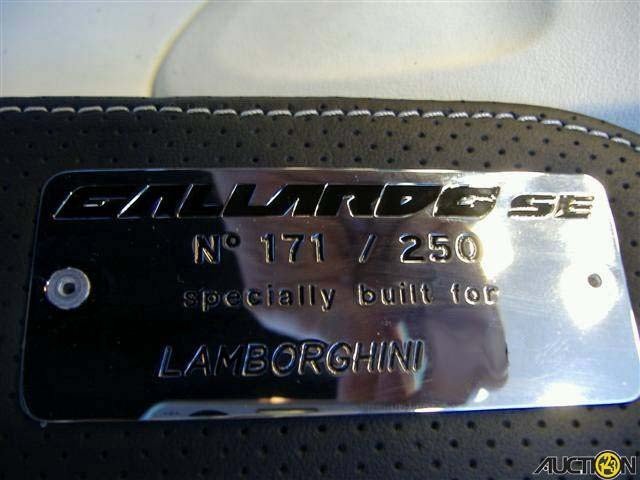 GALLARDO SE
N° 171 / 250
specially built for
LAMBORGHINI
AUCTION